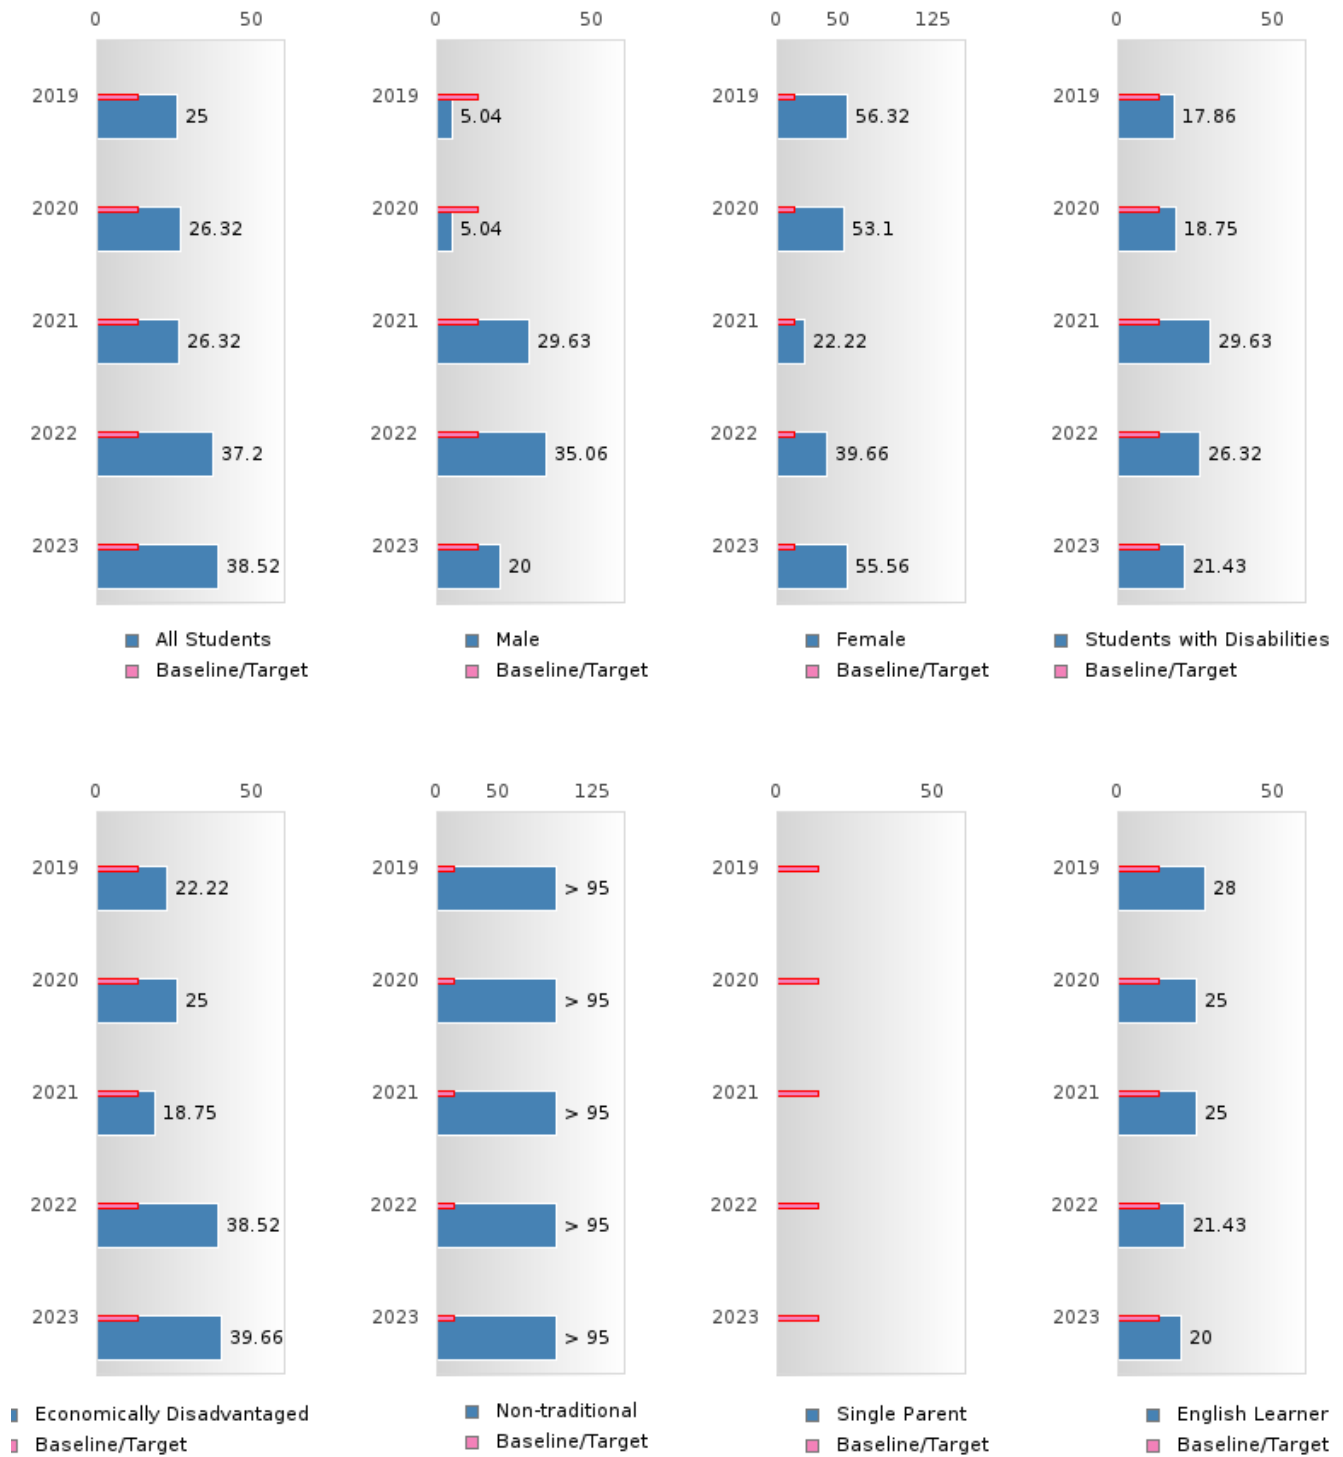 0 50
2019 25
2020 26.32
2021 26.32
2022 37.2
2023 38.52
All Students
Baseline/Target
0 50
2019 5.04
2020 5.04
2021 29.63
2022 35.06
2023 20
Male
Baseline/Target
0 50 125
2019 56.32
2020 53.1
2021 22.22
2022 39.66
2023 55.56
Female
Baseline/Target
0 50
2019 17.86
2020 18.75
2021 29.63
2022 26.32
2023 21.43
Students with Disabilities
Baseline/Target
0 50
2019 22.22
2020 25
2021 18.75
2022 38.52
2023 39.66
Economically Disadvantaged
Baseline/Target
0 50 125
2019 > 95
2020 > 95
2021 > 95
2022 > 95
2023 > 95
Non-traditional
Baseline/Target
0 50
2019
2020
2021
2022
2023
Single Parent
Baseline/Target
0 50
2019 28
2020 25
2021 25
2022 21.43
2023 20
English Learner
Baseline/Target